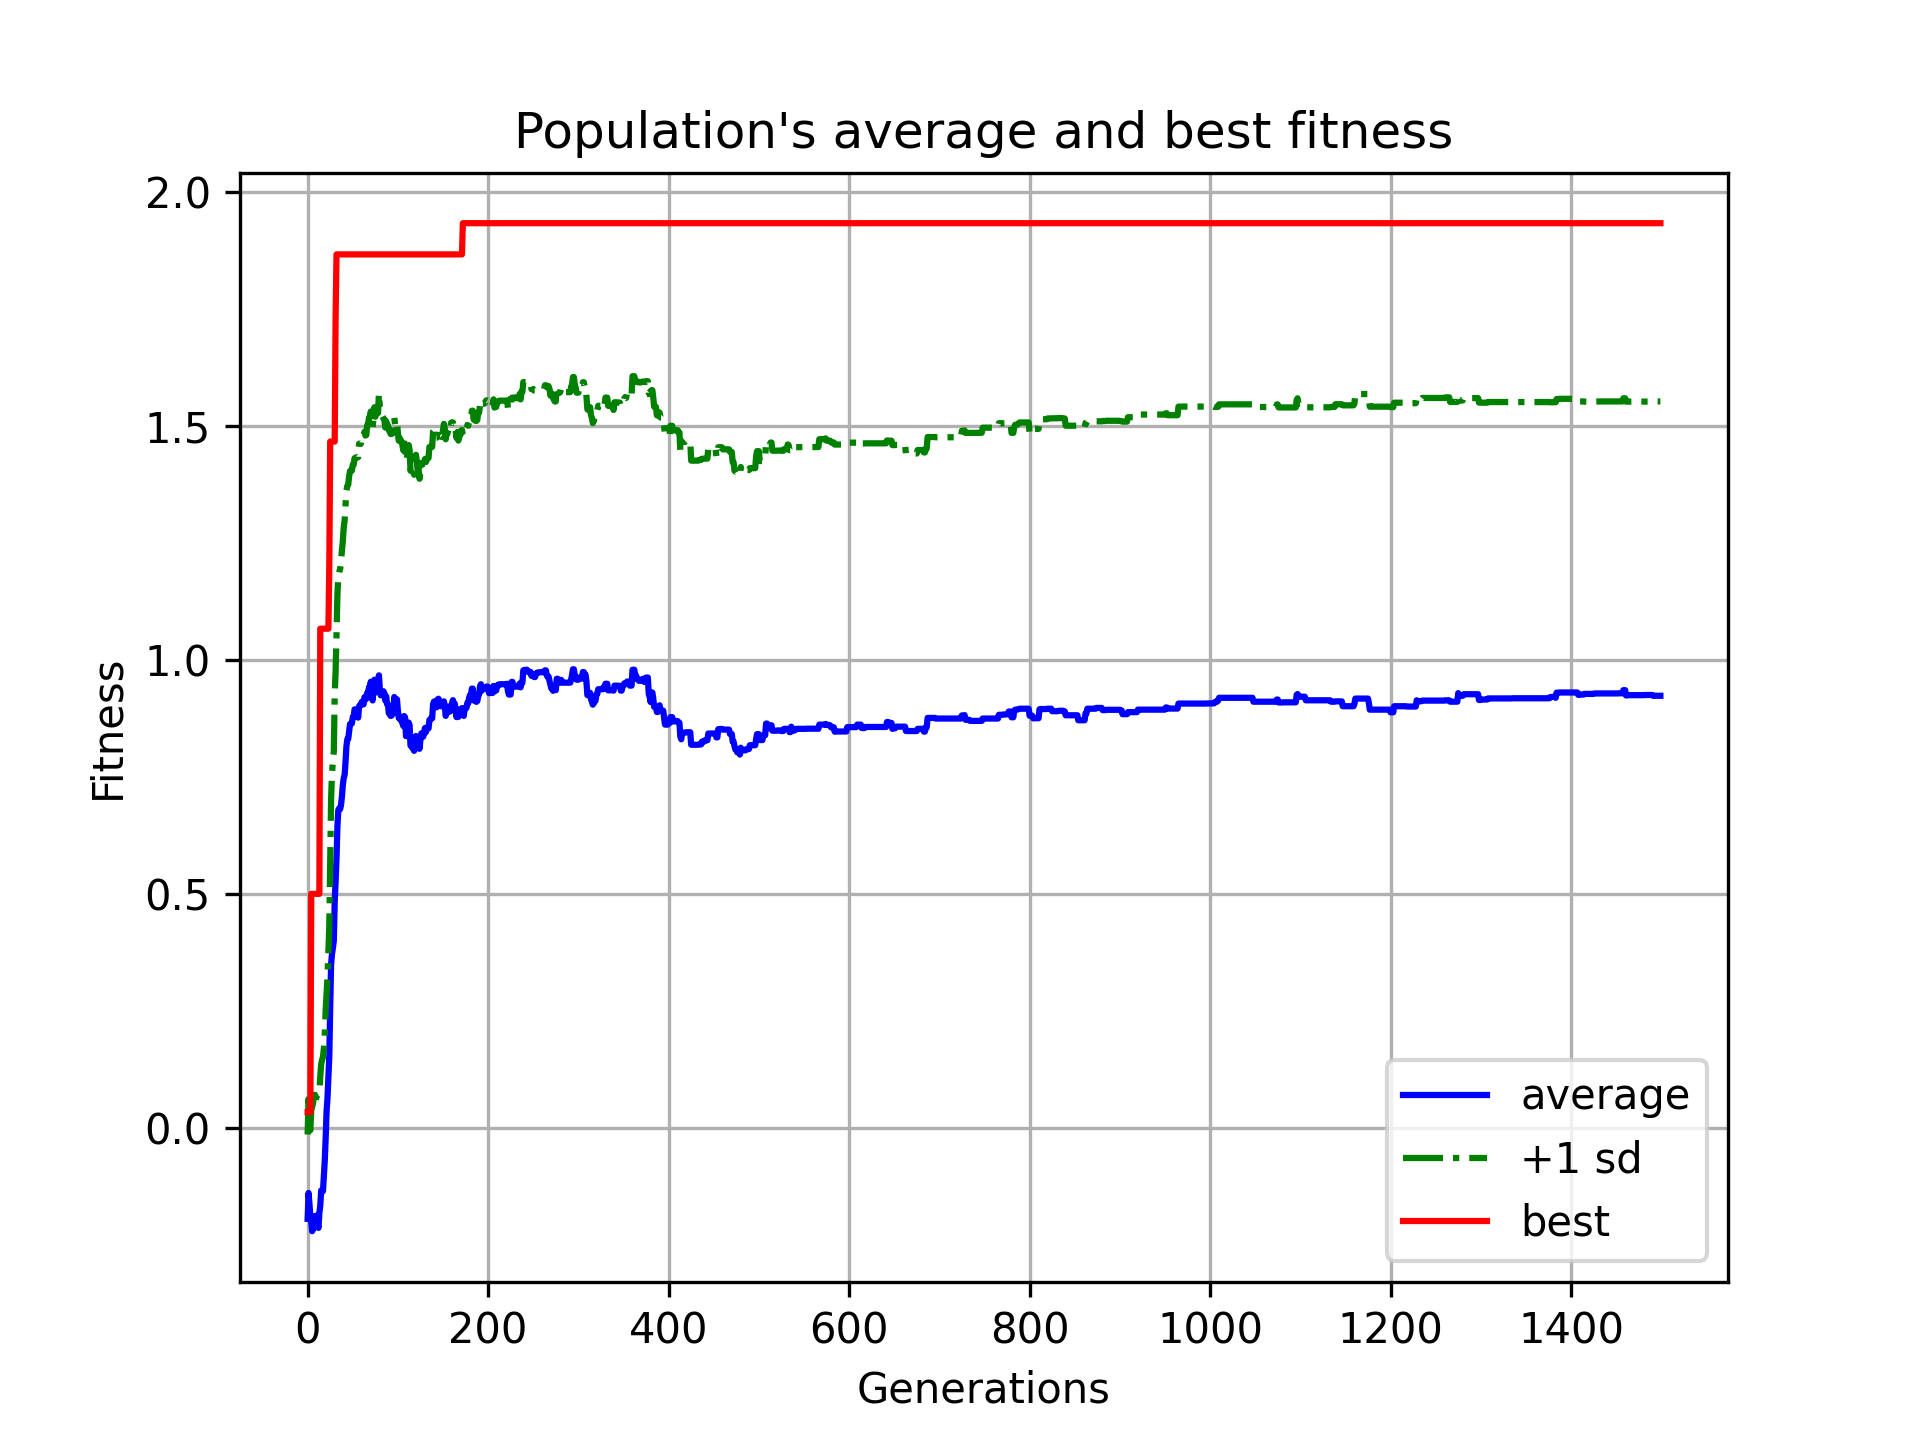 Population's average and best fitness
2.0
1.5
1.0
0.5
0.0
Fitness
0 200 400 600 800 1000 1200 1400
Generations
average
+1 sd
best